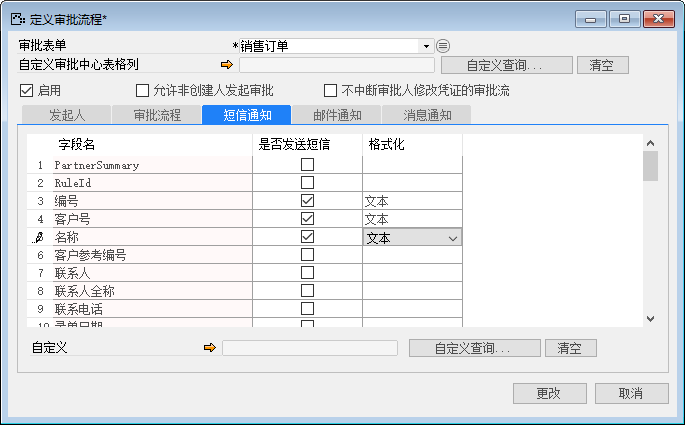 定义审批流程*
审批表单 *销售订单
自定义审批中心表格列 自定义查询... 清空
启用 允许非创建人发起审批 不中断审批人修改凭证的审批流
发起人 审批流程 短信通知 邮件通知 消息通知
字段名 是否发送短信 格式化
1 PartnerSummary
2 RuleId
3 编号 文本
4 客户号 文本
名称 文本
6 客户参考编号
7 联系人
8 联系人全称
9 联系电话
10 录单日期
自定义 自定义查询... 清空
更改 取消